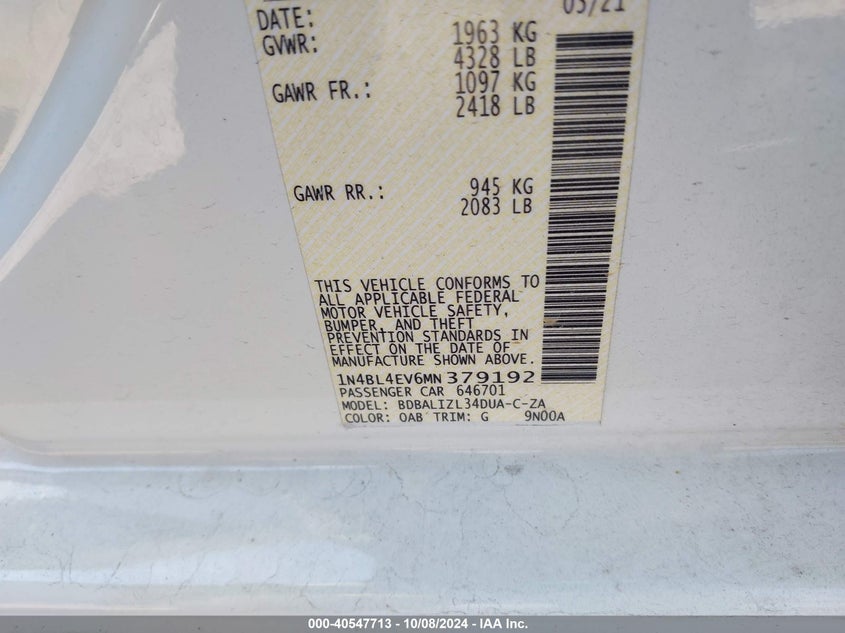 DATE: 05/21
GVWR: 1963 KG
4328 LB
GAWR FR.: 1097 KG
2418 LB
GAWR RR.: 945 KG
2083 LB
THIS VEHICLE CONFORMS TO
ALL APPLICABLE FEDERAL
MOTOR VEHICLE SAFETY,
BUMPER, AND THEFT
PREVENTION STANDARDS IN
EFFECT ON THE DATE OF
MANUFACTURE SHOWN ABOVE.
1N4BL4EV6MN379192
PASSENGER CAR 646701
MODEL: BDBALIZL34DUA-C-ZA
COLOR: OAB TRIM: G 9N00A
000-40547713 - 10/08/2024 - IAA Inc.